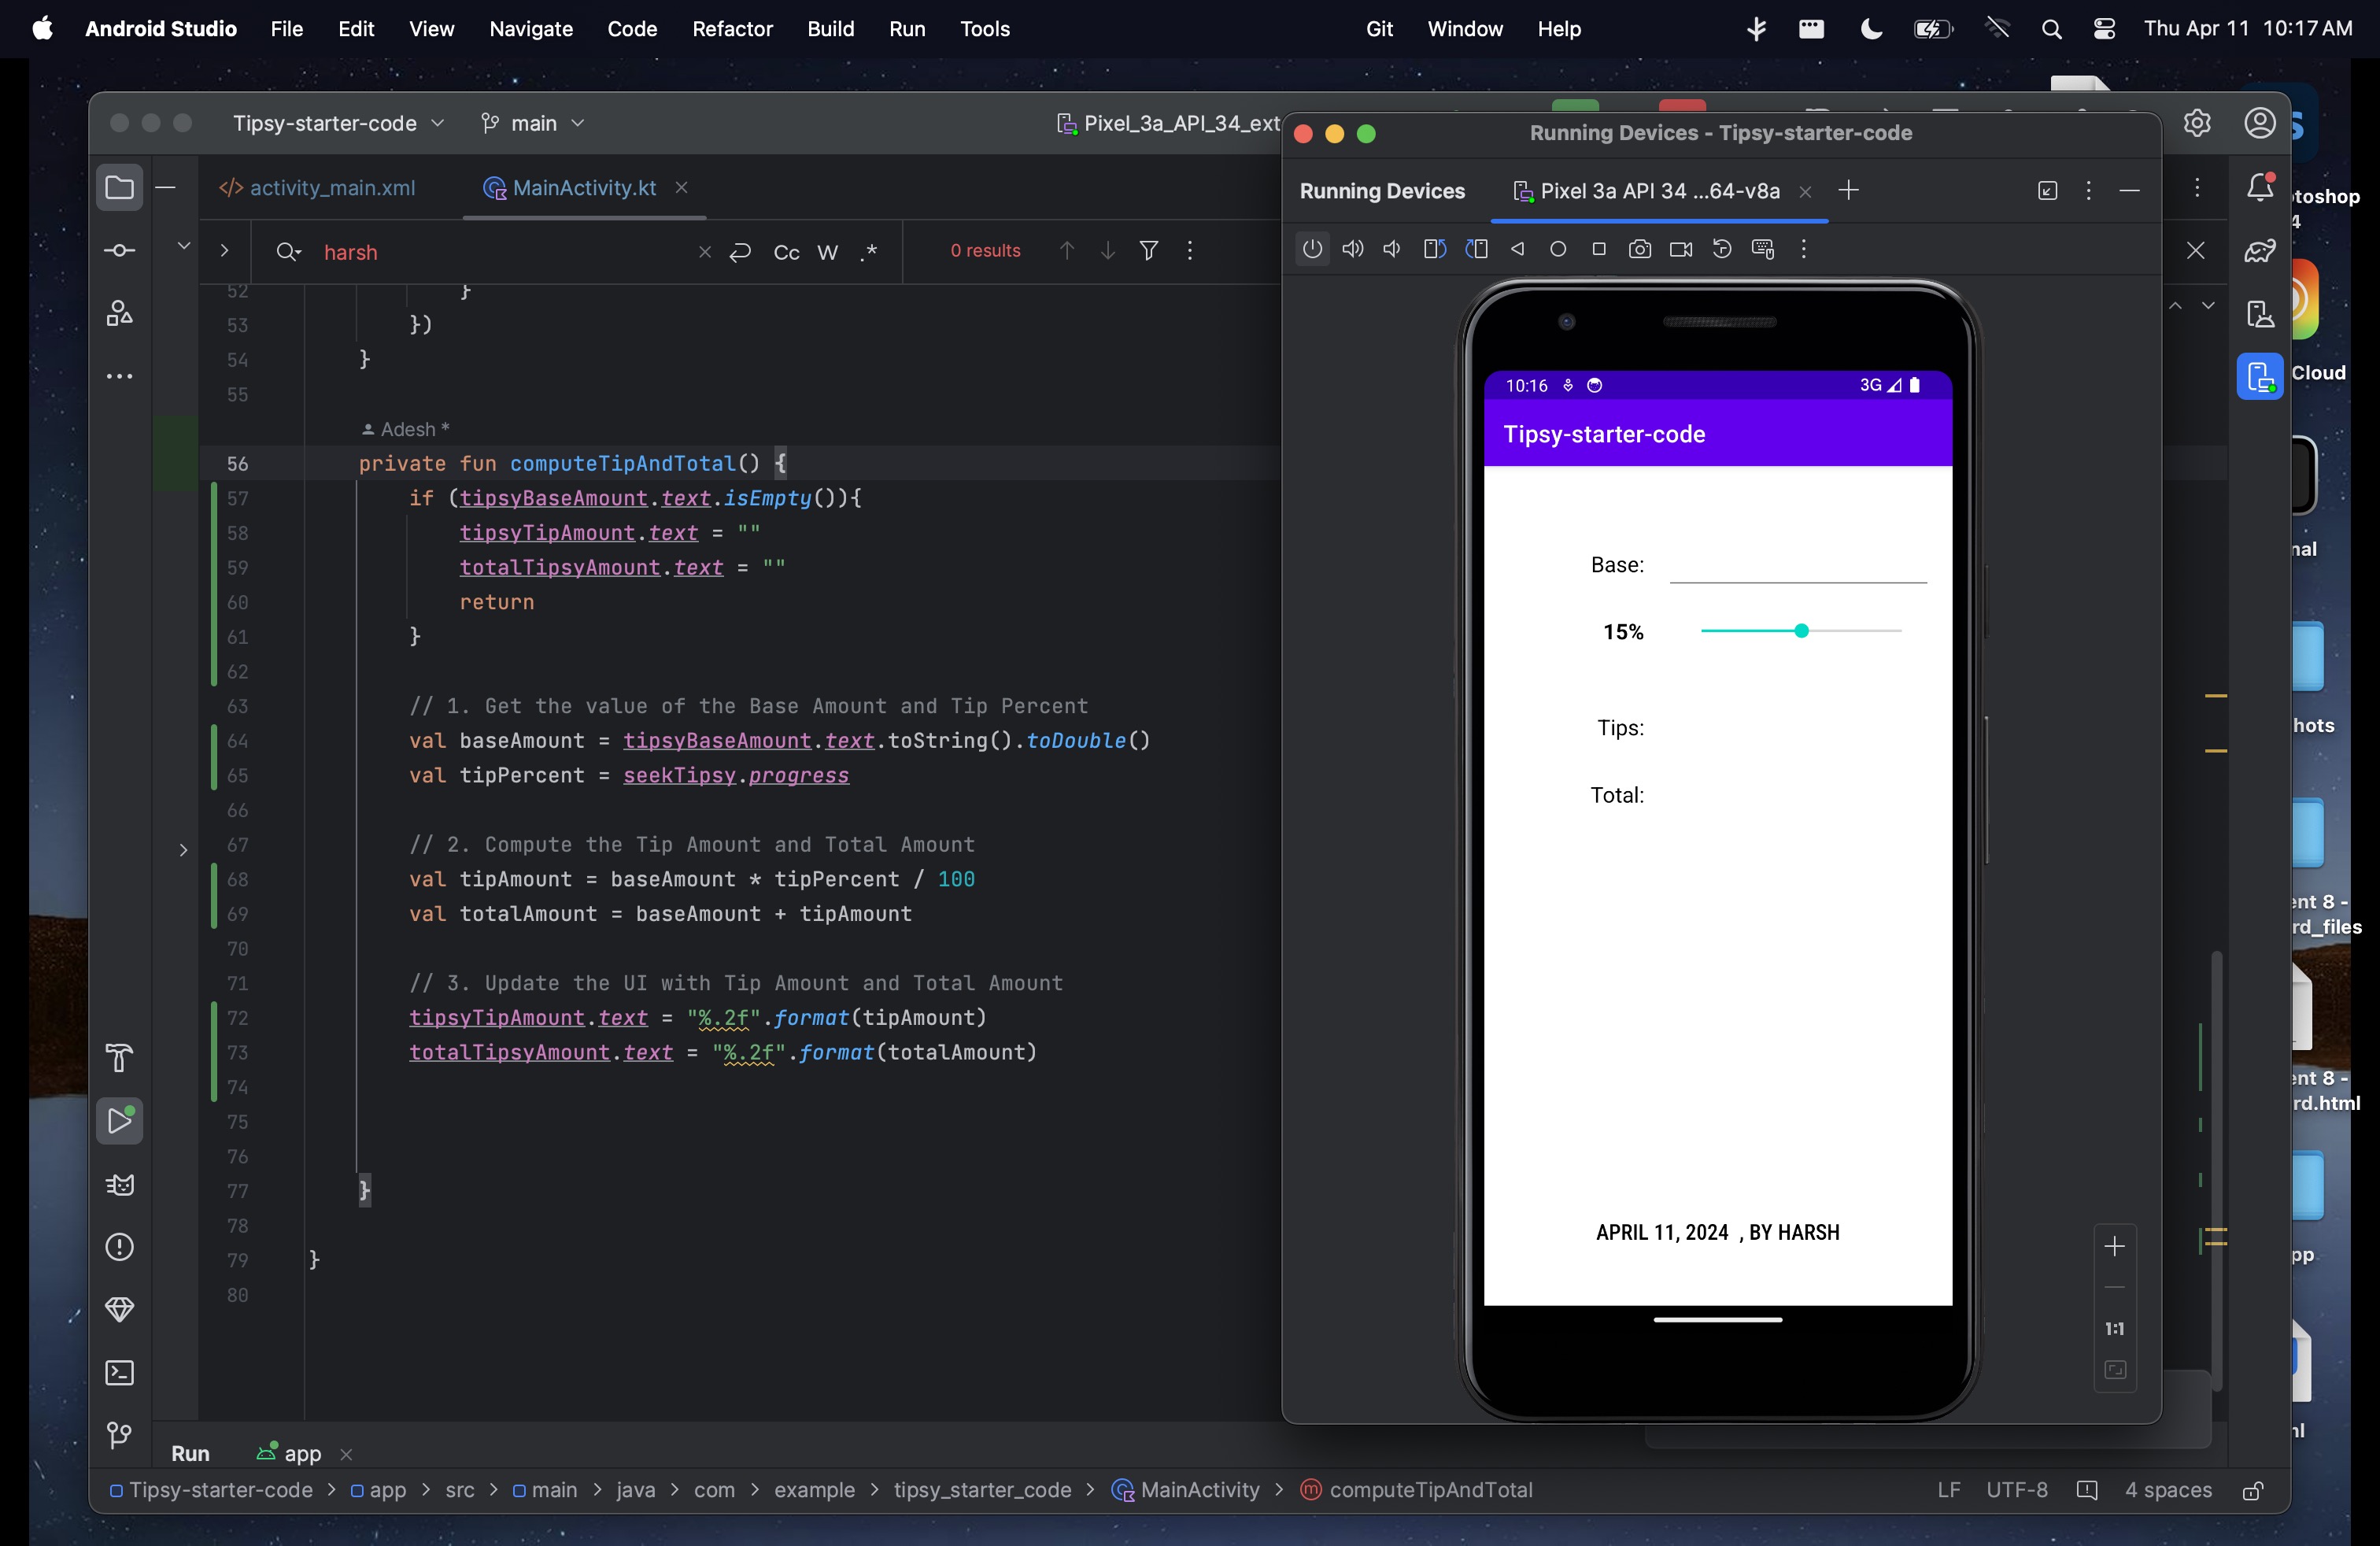 Android Studio File Edit View Navigate Code Refactor Build Run Tools Git Window Help Thu Apr 11 10:17 AM
Tipsy-starter-code main Pixel_3a_API_34_ext
Running Devices - Tipsy-starter-code
activity_main.xml MainActivity.kt
Running Devices Pixel 3a API 34 ...64-v8a
harsh Cc W .* 0 results
52 }
53 })
54 }
55
Adesh *
56 private fun computeTipAndTotal() {
57 if (tipsyBaseAmount.text.isEmpty()){
58 tipsyTipAmount.text = ""
59 totalTipsyAmount.text = ""
60 return
61 }
62
63 // 1. Get the value of the Base Amount and Tip Percent
64 val baseAmount = tipsyBaseAmount.text.toString().toDouble()
65 val tipPercent = seekTipsy.progress
66
67 // 2. Compute the Tip Amount and Total Amount
68 val tipAmount = baseAmount * tipPercent / 100
69 val totalAmount = baseAmount + tipAmount
70
71 // 3. Update the UI with Tip Amount and Total Amount
72 tipsyTipAmount.text = "%.2f".format(tipAmount)
73 totalTipsyAmount.text = "%.2f".format(totalAmount)
74
75
76
77 }
78
79 }
80
10:16 3G
Tipsy-starter-code
Base:
15%
Tips:
Total:
APRIL 11, 2024 , BY HARSH
1:1
toshop
4
Cloud
nal
hots
ent 8 -
rd_files
ent 8 -
rd.html
pp
Run app
Tipsy-starter-code > app > src > main > java > com > example > tipsy_starter_code > MainActivity > computeTipAndTotal LF UTF-8 4 spaces